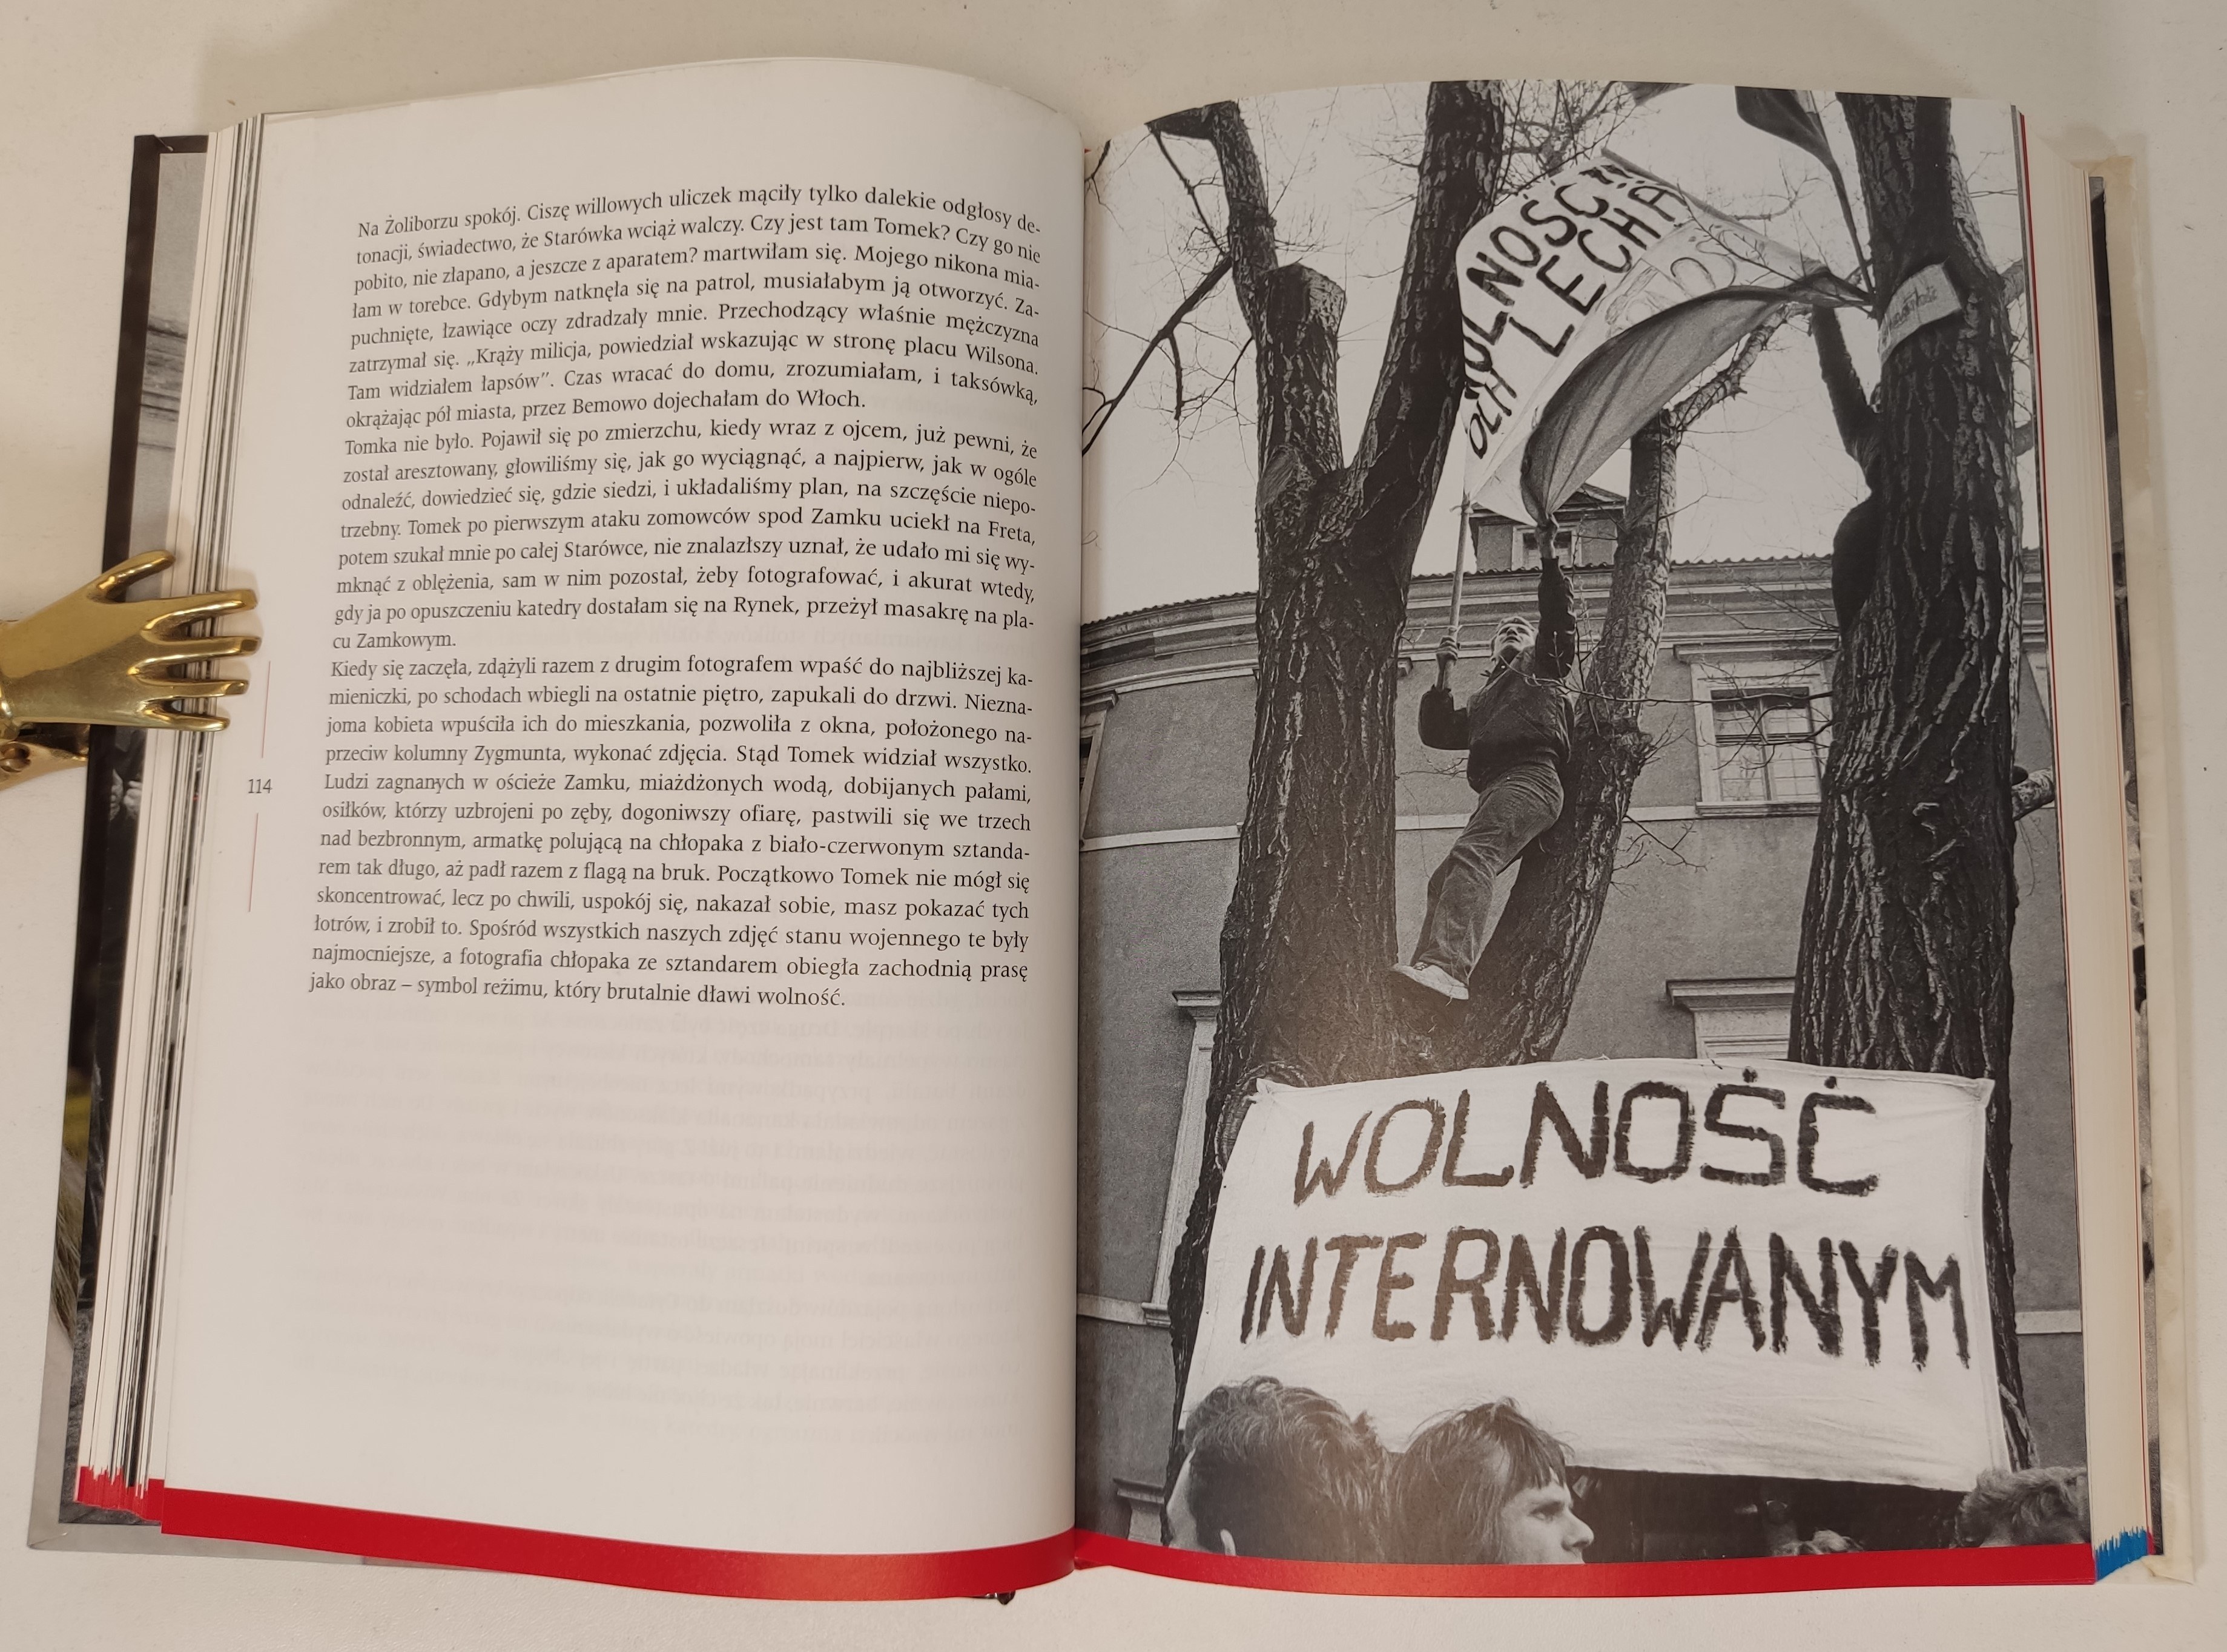 Na Żoliborzu spokój. Ciszę willowych uliczek mąciły tylko dalekie odgłosy de-
tonacji, świadectwo, że Starówka wciąż walczy. Czy jest tam Tomek? Czy go nie
pobito, nie złapano, a jeszcze z aparatem? martwiłam się. Mojego nikona mia-
łam w torebce. Gdybym natknęła się na patrol, musiałabym ją otworzyć. Za-
puchnięte, łzawiące oczy zdradzały mnie. Przechodzący właśnie mężczyzna
zatrzymał się. „Krąży milicja, powiedział wskazując w stronę placu Wilsona.
Tam widziałem łapsów”. Czas wracać do domu, zrozumiałam, i taksówką,
okrążając pół miasta, przez Bemowo dojechałam do Włoch.
Tomka nie było. Pojawił się po zmierzchu, kiedy wraz z ojcem, już pewni, że
został aresztowany, głowiliśmy się, jak go wyciągnąć, a najpierw, jak w ogóle
odnaleźć, dowiedzieć się, gdzie siedzi, i układaliśmy plan, na szczęście niepo-
trzebny. Tomek po pierwszym ataku zomowców spod Zamku uciekł na Freta,
potem szukał mnie po całej Starówce, nie znalazłszy uznał, że udało mi się wy-
mknąć z oblężenia, sam w nim pozostał, żeby fotografować, i akurat wtedy,
gdy ja po opuszczeniu katedry dostałam się na Rynek, przeżył masakrę na pla-
cu Zamkowym.
Kiedy się zaczęła, zdążyli razem z drugim fotografem wpaść do najbliższej ka-
mieniczki, po schodach wbiegli na ostatnie piętro, zapukali do drzwi. Niezna-
joma kobieta wpuściła ich do mieszkania, pozwoliła z okna, położonego na-
przeciw kolumny Zygmunta, wykonać zdjęcia. Stąd Tomek widział wszystko.
Ludzi zagnanych w ościeże Zamku, miażdżonych wodą, dobijanych pałami,
osiłków, którzy uzbrojeni po zęby, dogoniwszy ofiarę, pastwili się we trzech
nad bezbronnym, armatkę polującą na chłopaka z biało-czerwonym sztanda-
rem tak długo, aż padł razem z flagą na bruk. Początkowo Tomek nie mógł się
skoncentrować, lecz po chwili, uspokój się, nakazał sobie, masz pokazać tych
łotrów, i zrobił to. Spośród wszystkich naszych zdjęć stanu wojennego te były
najmocniejsze, a fotografia chłopaka ze sztandarem obiegła zachodnią prasę
jako obraz – symbol reżimu, który brutalnie dławi wolność.
114
WOLNOŚĆ
LECHA
WOLNOŚĆ
INTERNOWANYM